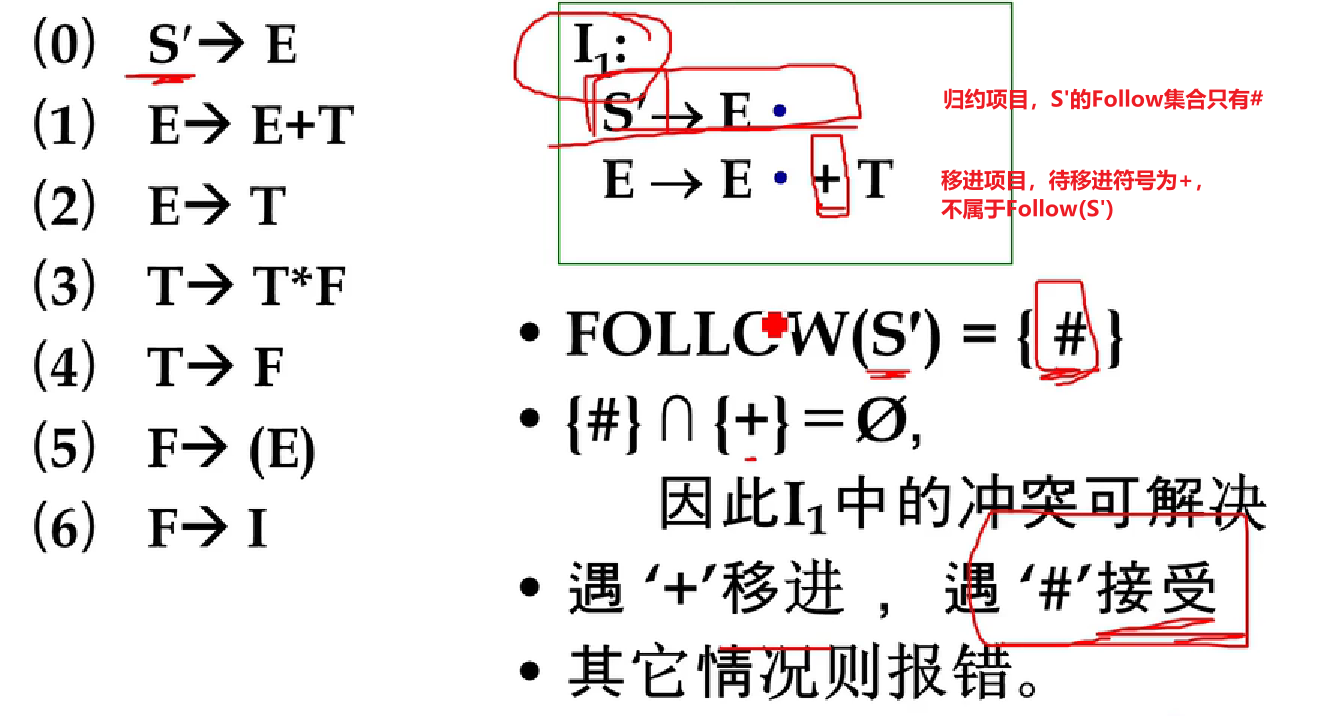 (0) S′→ E
(1) E→ E+T
(2) E→ T
(3) T→ T*F
(4) T→ F
(5) F→ (E)
(6) F→ I
I₁:
S′→ E •
归约项目，S'的Follow集合只有#
E → E • + T
移进项目，待移进符号为+,
不属于Follow(S')
• FOLLOW(S′) = { # }
• {#} ∩ {+}＝Ø,
因此I₁中的冲突可解决
• 遇 ‘+’移进， 遇 ‘#’接受
• 其它情况则报错。